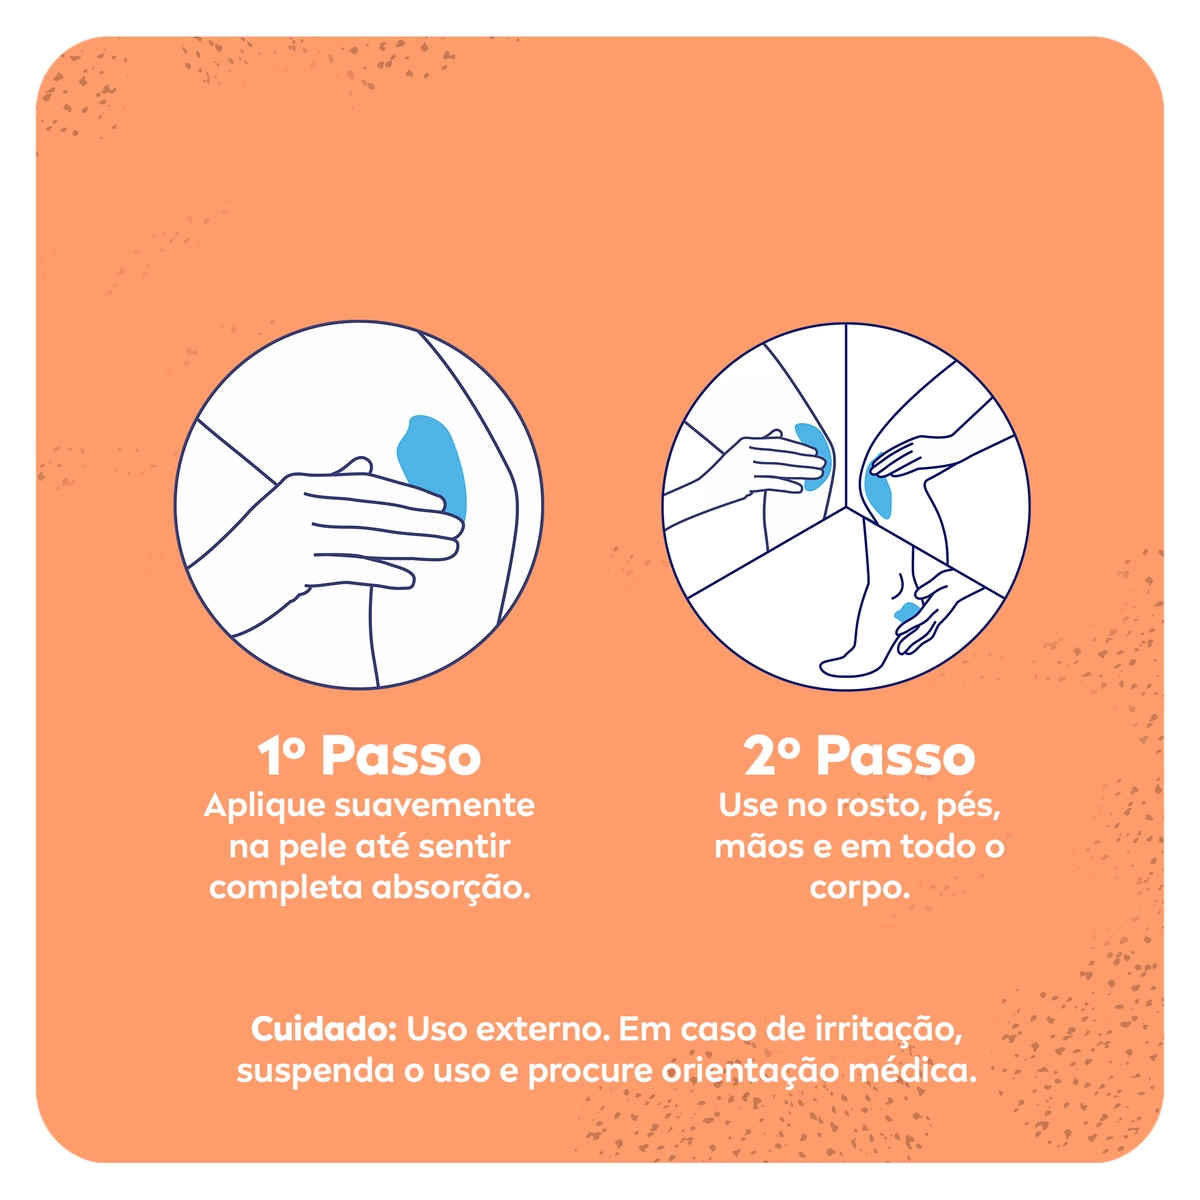 1º Passo
Aplique suavemente
na pele até sentir
completa absorção.
2º Passo
Use no rosto, pés,
mãos e em todo o
corpo.
Cuidado: Uso externo. Em caso de irritação,
suspenda o uso e procure orientação médica.